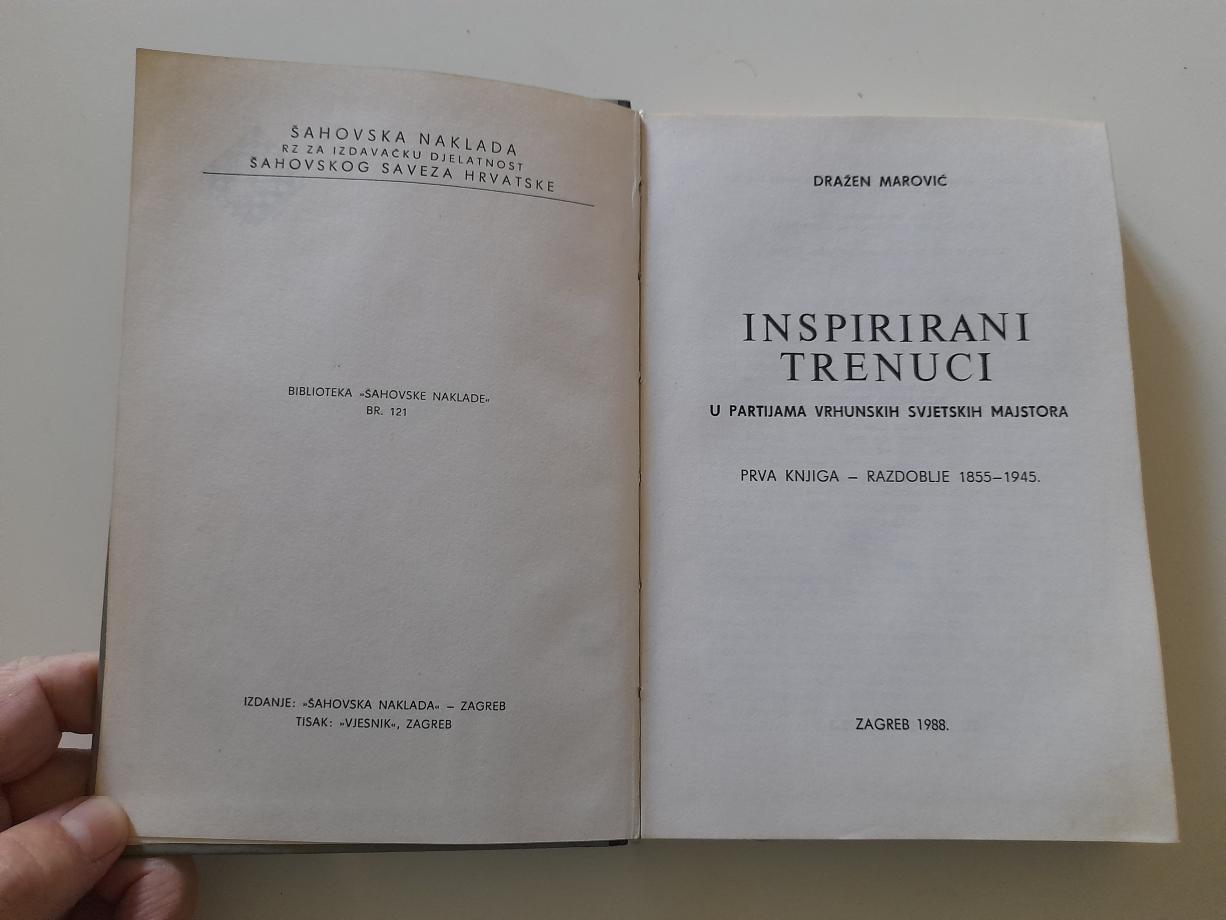 ŠAHOVSKA NAKLADA
RZ ZA IZDAVAČKU DJELATNOST
ŠAHOVSKOG SAVEZA HRVATSKE
BIBLIOTEKA »ŠAHOVSKE NAKLADE«
BR. 121
IZDANJE: »ŠAHOVSKA NAKLADA« – ZAGREB
TISAK: »VJESNIK«, ZAGREB
DRAŽEN MAROVIĆ
INSPIRIRANI
TRENUCI
U PARTIJAMA VRHUNSKIH SVJETSKIH MAJSTORA
PRVA KNJIGA – RAZDOBLJE 1855–1945.
ZAGREB 1988.